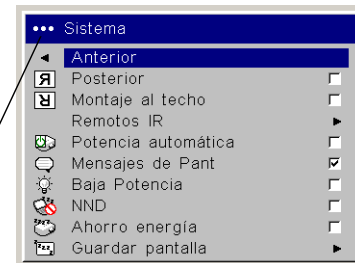 ••• Sistema
Anterior
Posterior
Montaje al techo
Remotos IR
Potencia automática
Mensajes de Pant
Baja Potencia
NND
Ahorro energía
Guardar pantalla